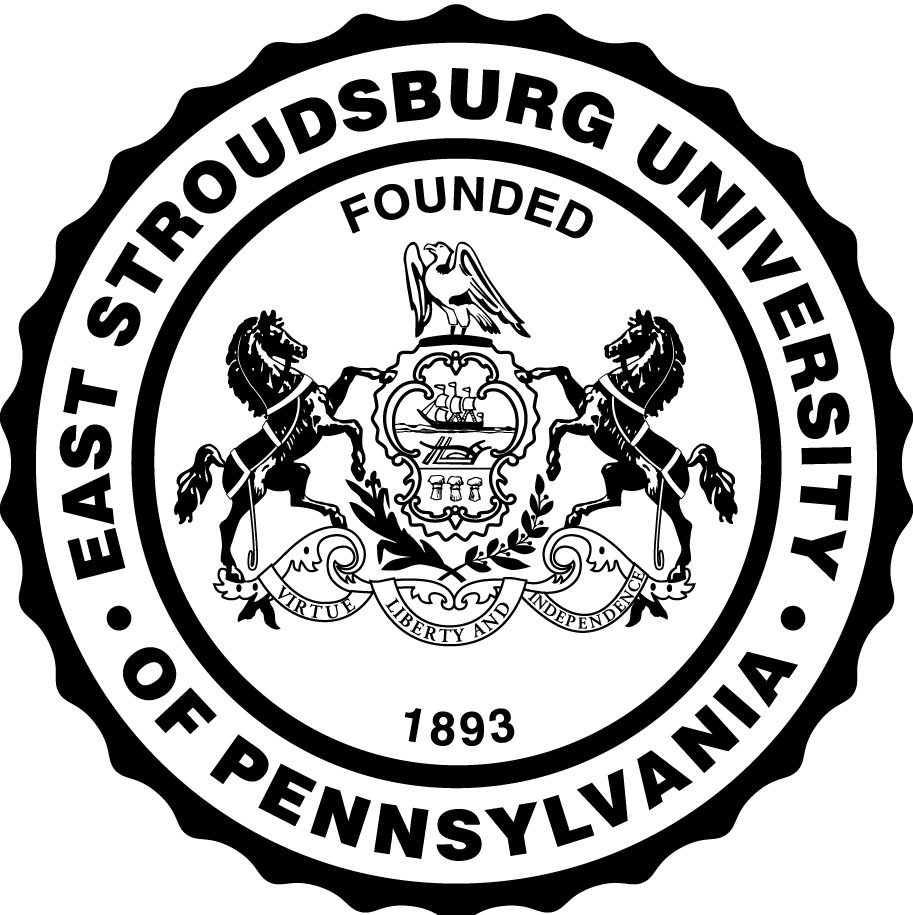 EAST STROUDSBURG UNIVERSITY
• OF PENNSYLVANIA •
FOUNDED
VIRTUE
LIBERTY AND
INDEPENDENCE
1893